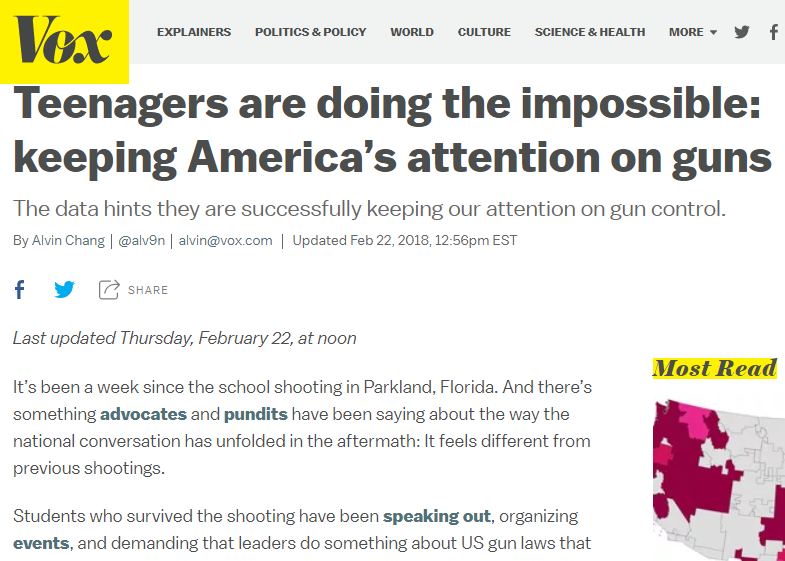 Vox
EXPLAINERS POLITICS & POLICY WORLD CULTURE SCIENCE & HEALTH MORE
Teenagers are doing the impossible:
keeping America’s attention on guns
The data hints they are successfully keeping our attention on gun control.
By Alvin Chang | @alv9n | alvin@vox.com | Updated Feb 22, 2018, 12:56pm EST
SHARE
Last updated Thursday, February 22, at noon
It’s been a week since the school shooting in Parkland, Florida. And there’s
something advocates and pundits have been saying about the way the
national conversation has unfolded in the aftermath: It feels different from
previous shootings.
Students who survived the shooting have been speaking out, organizing
events, and demanding that leaders do something about US gun laws that
Most Read